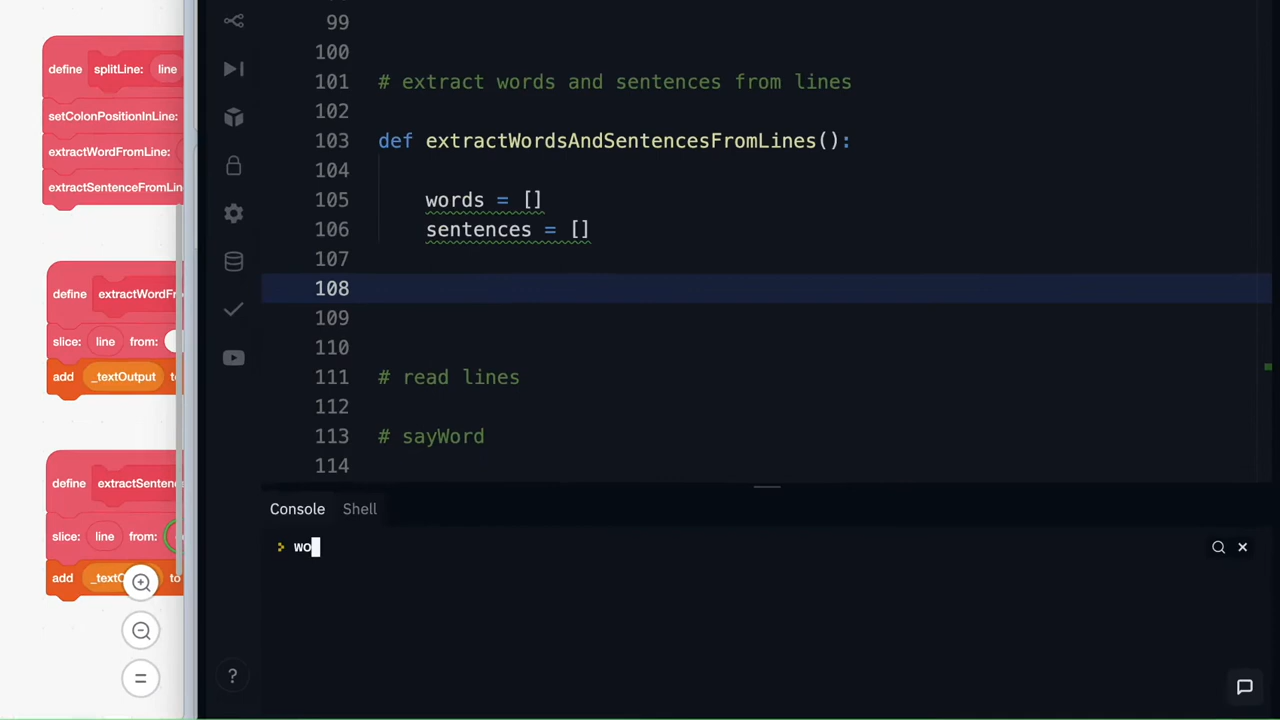 define splitLine: line
setColonPositionInLine:
extractWordFromLine:
extractSentenceFromLin
define extractWordFr
slice: line from:
add _textOutput to
define extractSentenc
slice: line from:
add _textO to
99
100
101 # extract words and sentences from lines
102
103 def extractWordsAndSentencesFromLines():
104
105 words = []
106 sentences = []
107
108
109
110
111 # read lines
112
113 # sayWord
114
Console Shell
wo
?